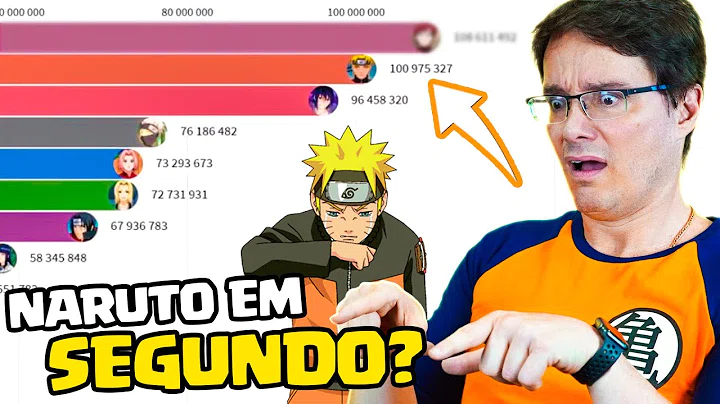 80 000 000
100 000 000
100 975 327
96 458 320
76 186 482
73 293 673
72 731 931
67 936 783
58 345 848
NARUTO EM
SEGUNDO?
亀